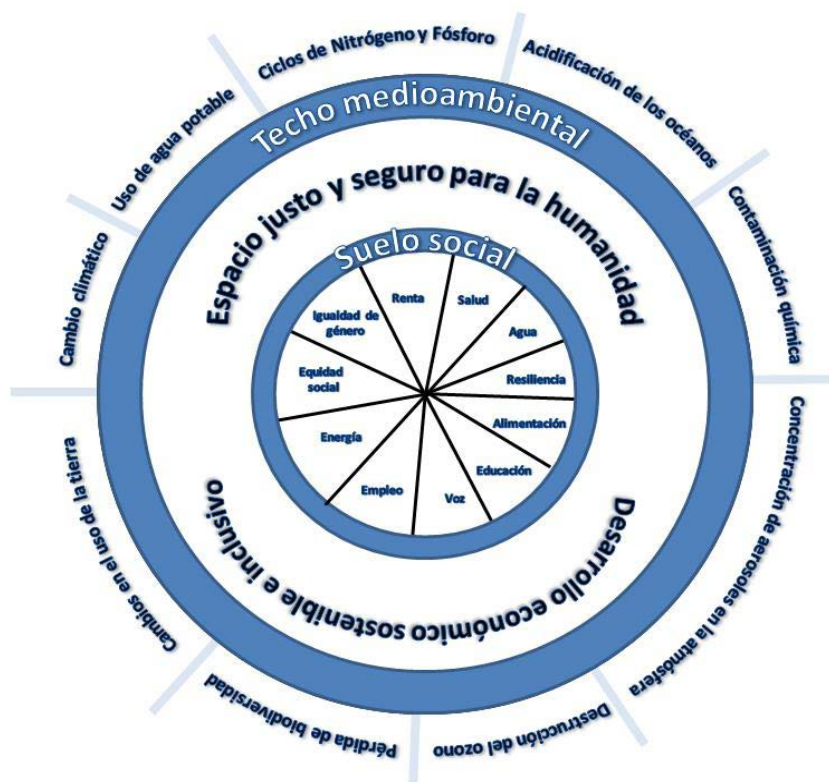 Ciclos de Nitrógeno y Fósforo
Acidificación de los océanos
Contaminación química
Concentración de aerosoles en la atmósfera
Destrucción del ozono
Pérdida de biodiversidad
Cambios en el uso de la tierra
Cambio climático
Uso de agua potable
Techo medioambiental
Espacio justo y seguro para la humanidad
Suelo social
Renta
Salud
Agua
Resiliencia
Alimentación
Educación
Voz
Empleo
Energía
Equidad
social
Igualdad de
género
Desarrollo económico sostenible e inclusivo